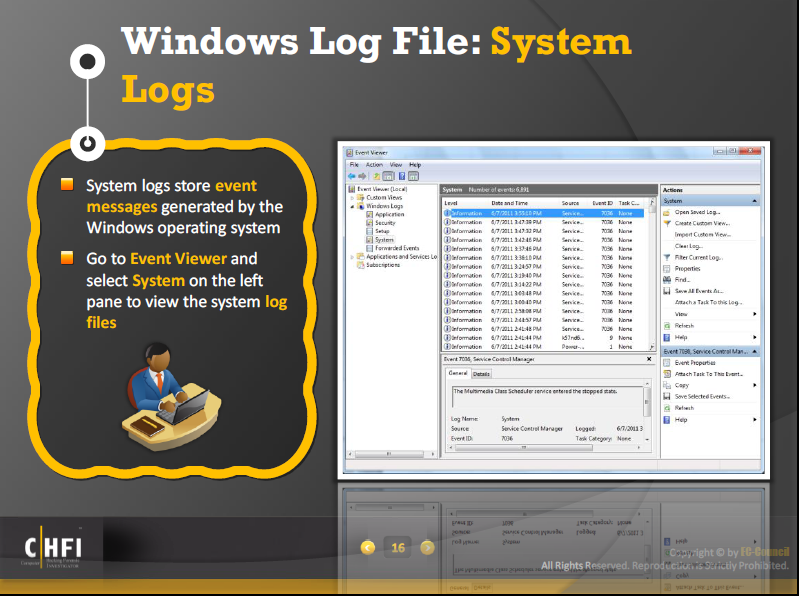 Windows Log File: System
Logs
System logs store event
messages generated by the
Windows operating system
Go to Event Viewer and
select System on the left
pane to view the system log
files
Event Viewer
File Action View Help
Event Viewer (Local)
Custom Views
Windows Logs
Application
Security
Setup
System
Forwarded Events
Applications and Services Lo
Subscriptions
System Number of events: 6,891
Level Date and Time Source Event ID Task C...
Information 6/7/2011 3:55:10 PM Service... 7036 None
Information 6/7/2011 3:47:39 PM Service... 7036 None
Information 6/7/2011 3:47:32 PM Service... 7036 None
Information 6/7/2011 3:42:46 PM Service... 7036 None
Information 6/7/2011 3:37:46 PM Service... 7036 None
Information 6/7/2011 3:36:10 PM Service... 7036 None
Information 6/7/2011 3:24:57 PM Service... 7036 None
Information 6/7/2011 3:19:40 PM Service... 7036 None
Information 6/7/2011 3:14:22 PM Service... 7036 None
Information 6/7/2011 3:03:48 PM Service... 7036 None
Information 6/7/2011 3:03:40 PM Service... 7036 None
Information 6/7/2011 2:58:08 PM Service... 7036 None
Information 6/7/2011 2:44:57 PM Service... 7036 None
Information 6/7/2011 2:41:48 PM Service... 7036 None
Information 6/7/2011 2:41:44 PM k57nd6... 9 None
Information 6/7/2011 2:41:44 PM Power-... 1 None
Event 7036, Service Control Manager
General Details
The Multimedia Class Scheduler service entered the stopped state.
Log Name: System
Source Service Control Manager Logged: 6/7/2011 3
Event ID: 7036 Task Category: None
Actions
System
Open Saved Log...
Create Custom View...
Import Custom View...
Clear Log...
Filter Current Log...
Properties
Find...
Save All Events As...
Attach a Task To this Log...
View
Refresh
Help
Event 7036, Service Control Man...
Event Properties
Attach Task To This Event...
Copy
Save Selected Events...
Refresh
Help
CHFI
16
Copyright © by EC-Council
All Rights Reserved. Reproduction is Strictly Prohibited.